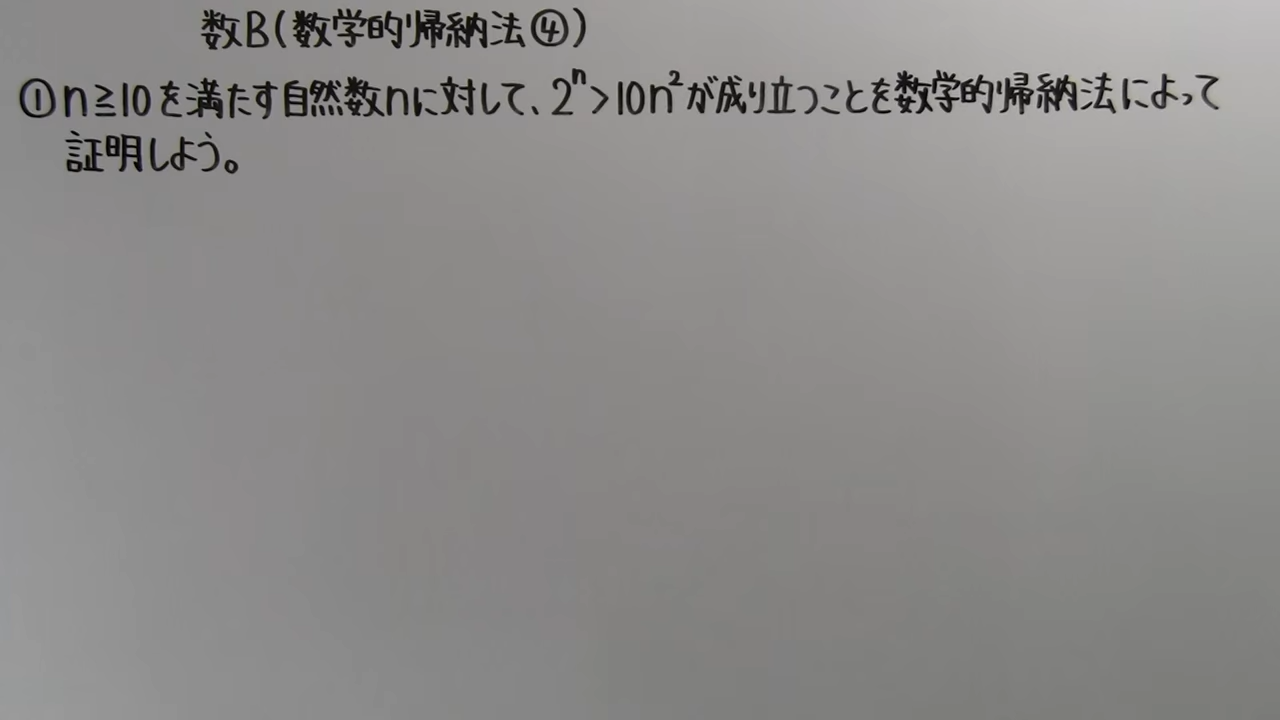 数B(数学的帰納法④)
①n≧10を満たす自然数nに対して、2ⁿ>10n²が成り立つことを数学的帰納法によって
証明しよう。